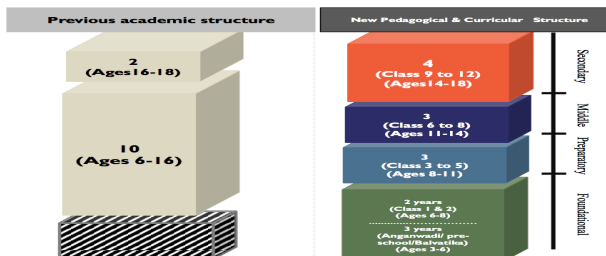 Previous academic structure
2
(Ages16-18)
10
(Ages 6-16)
New Pedagogical & Curricular Structure
4
(Class 9 to 12)
(Ages14-18)
3
(Class 6 to 8)
(Ages 11-14)
3
(Class 3 to 5)
(Ages 8-11)
2 years
(Class 1 & 2)
(Ages 6-8)
3 years
(Anganwadi/ pre-
school/Balvatika)
(Ages 3-6)
Secondary
Middle
Preparatory
Foundational